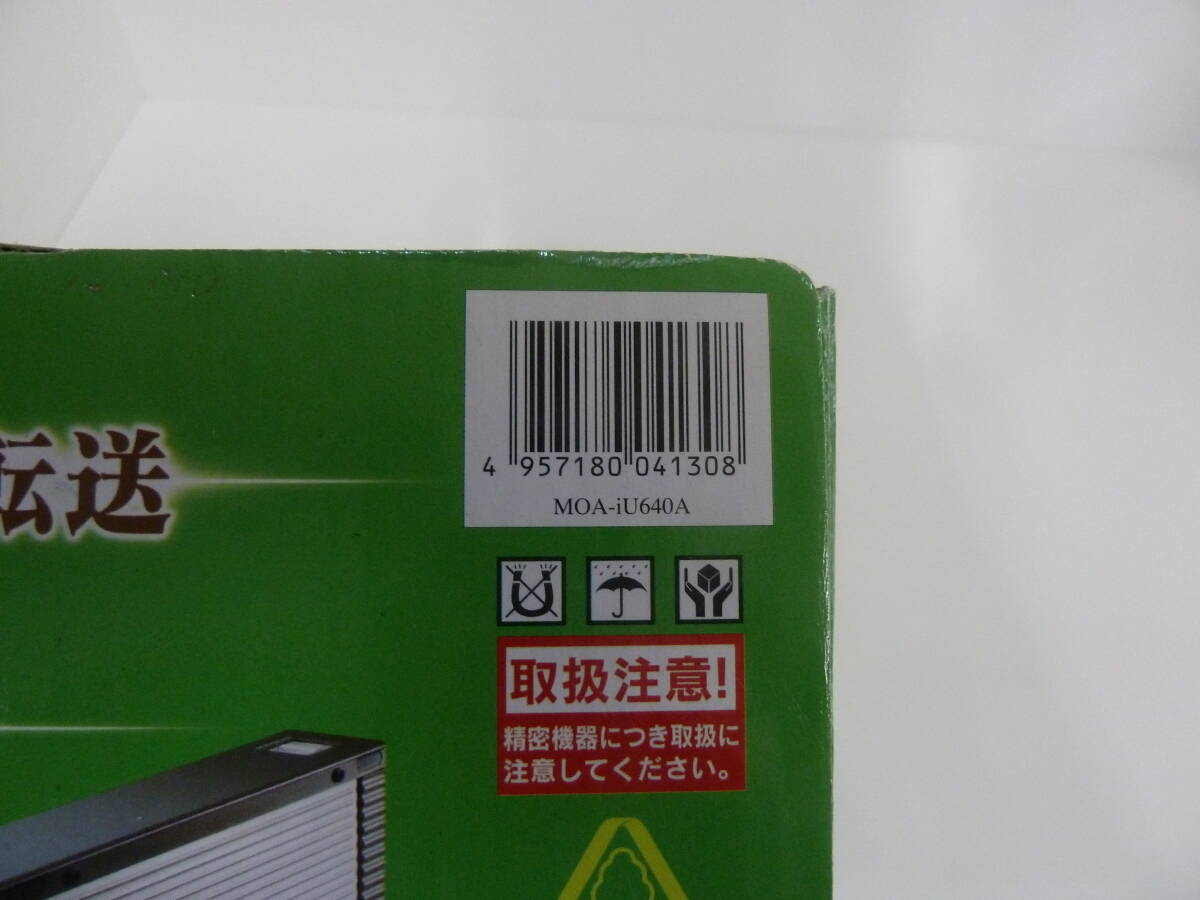 4 957180 041308
MOA-iU640A
転送
取扱注意!
精密機器につき取扱に
注意してください。